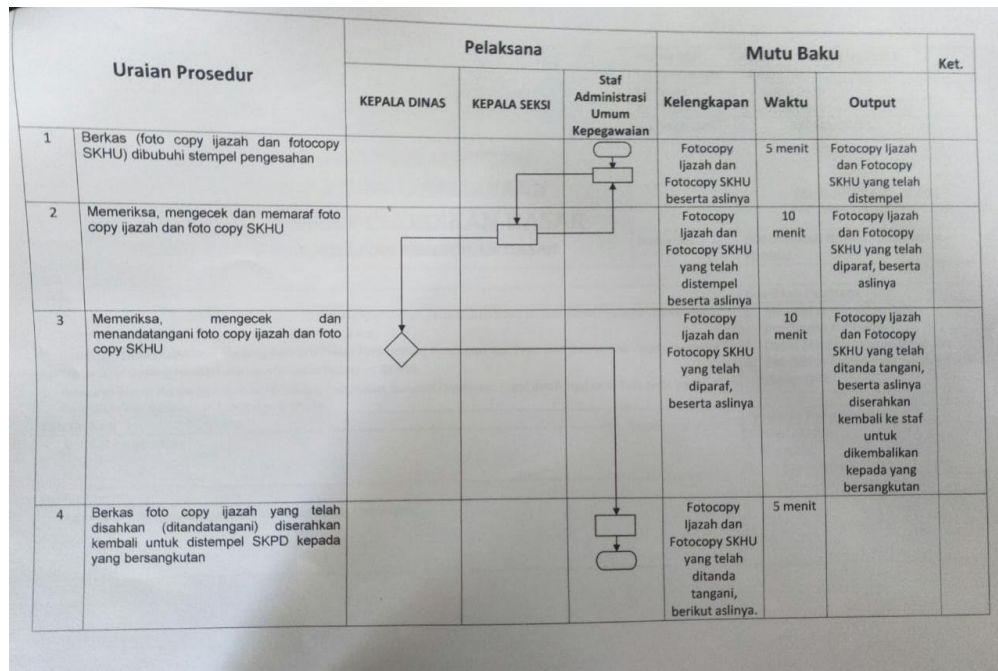 Uraian Prosedur
Pelaksana
Mutu Baku
Ket.
KEPALA DINAS
KEPALA SEKSI
Staf
Administrasi
Umum
Kepegawaian
Kelengkapan
Waktu
Output
1
Berkas (foto copy ijazah dan fotocopy
SKHU) dibubuhi stempel pengesahan
Fotocopy
Ijazah dan
Fotocopy SKHU
beserta aslinya
5 menit
Fotocopy Ijazah
dan Fotocopy
SKHU yang telah
distempel
2
Memeriksa, mengecek dan memaraf foto
copy ijazah dan foto copy SKHU
Fotocopy
Ijazah dan
Fotocopy SKHU
yang telah
distempel
beserta aslinya
10
menit
Fotocopy Ijazah
dan Fotocopy
SKHU yang telah
diparaf, beserta
aslinya
3
Memeriksa, mengecek dan
menandatangani foto copy ijazah dan foto
copy SKHU
Fotocopy
Ijazah dan
Fotocopy SKHU
yang telah
diparaf,
beserta aslinya
10
menit
Fotocopy Ijazah
dan Fotocopy
SKHU yang telah
ditanda tangani,
beserta aslinya
diserahkan
kembali ke staf
untuk
dikembalikan
kepada yang
bersangkutan
4
Berkas foto copy ijazah yang telah
disahkan (ditandatangani) diserahkan
kembali untuk distempel SKPD kepada
yang bersangkutan
Fotocopy
Ijazah dan
Fotocopy SKHU
yang telah
ditanda
tangani,
berikut aslinya.
5 menit